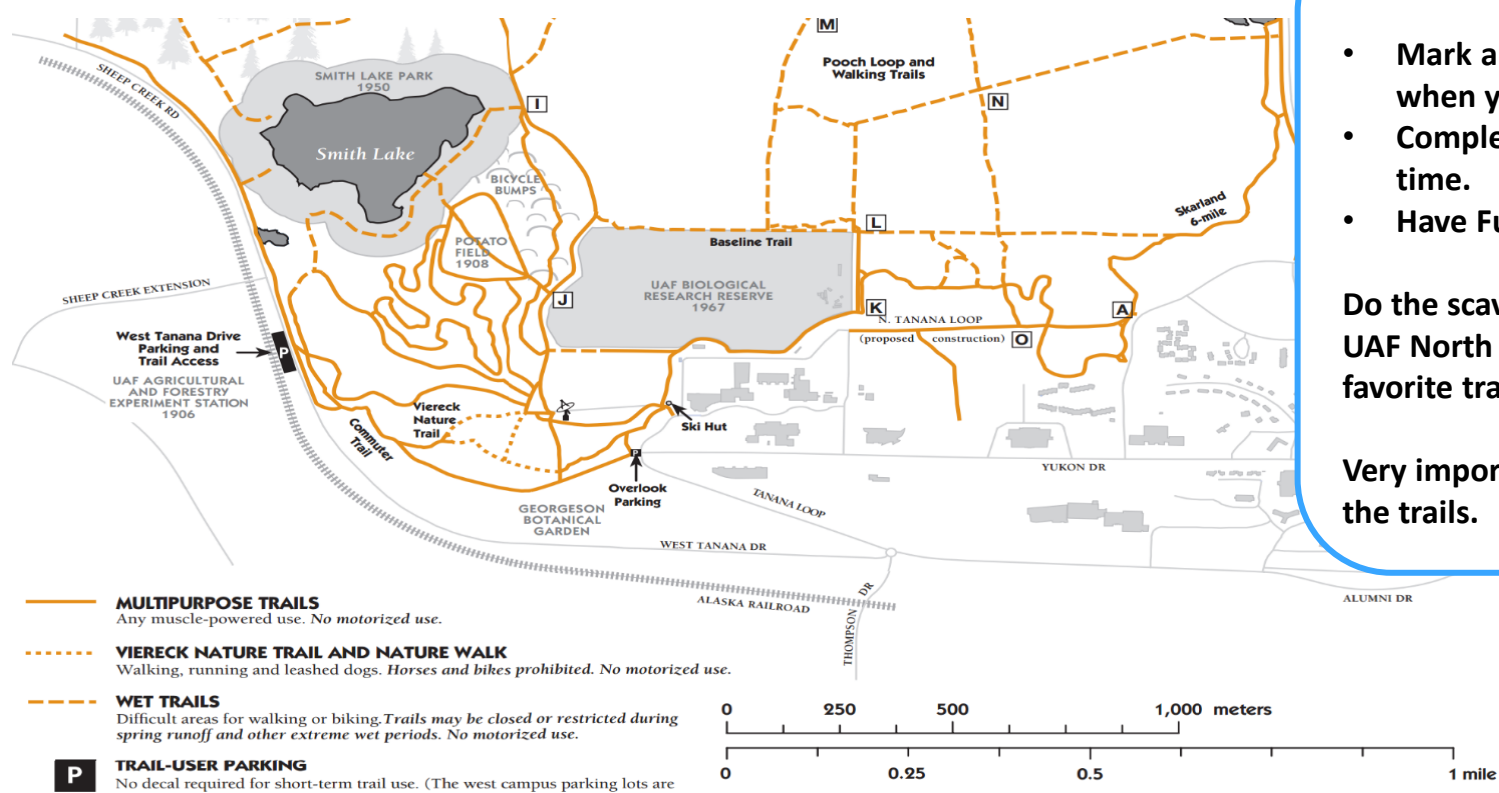 M
Pooch Loop and
Walking Trails
SHEEP CREEK RD
SMITH LAKE PARK
1950
I
N
Smith Lake
BICYCLE
BUMPS
Skarland
6-mile
L
POTATO
FIELD
1908
Baseline Trail
SHEEP CREEK EXTENSION
UAF BIOLOGICAL
RESEARCH RESERVE
1967
J
K
A
N. TANANA LOOP
(proposed construction)
O
West Tanana Drive
Parking and
Trail Access
P
UAF AGRICULTURAL
AND FORESTRY
EXPERIMENT STATION
1906
Viereck
Nature
Trail
Commuter
Trail
Ski Hut
P
YUKON DR
Overlook
Parking
TANANA LOOP
GEORGESON
BOTANICAL
GARDEN
WEST TANANA DR
ALASKA RAILROAD
THOMPSON DR
ALUMNI DR
• Mark a
when y
• Comple
time.
• Have Fu
Do the scav
UAF North
favorite tra
Very impor
the trails.
MULTIPURPOSE TRAILS
Any muscle-powered use. No motorized use.
VIERECK NATURE TRAIL AND NATURE WALK
Walking, running and leashed dogs. Horses and bikes prohibited. No motorized use.
WET TRAILS
Difficult areas for walking or biking. Trails may be closed or restricted during
spring runoff and other extreme wet periods. No motorized use.
P TRAIL-USER PARKING
No decal required for short-term trail use. (The west campus parking lots are
0 250 500 1,000 meters
0 0.25 0.5 1 mile